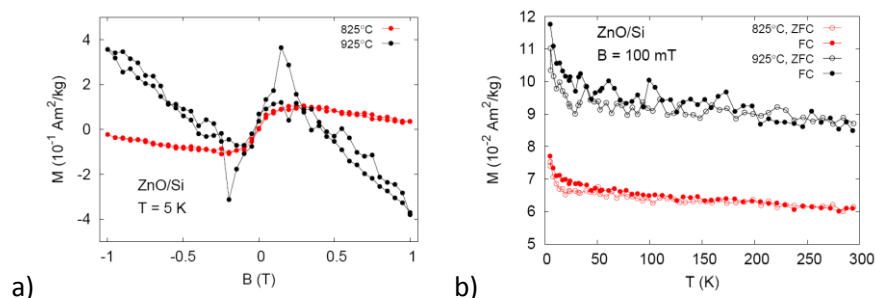 825°C
925°C
M (10⁻¹ Am²/kg)
4
2
0
-2
-4
ZnO/Si
T = 5 K
-1 -0.5 0 0.5 1
B (T)
a)
ZnO/Si
B = 100 mT
825°C, ZFC
FC
925°C, ZFC
FC
M (10⁻² Am²/kg)
12
11
10
9
8
7
6
5
0 50 100 150 200 250 300
T (K)
b)